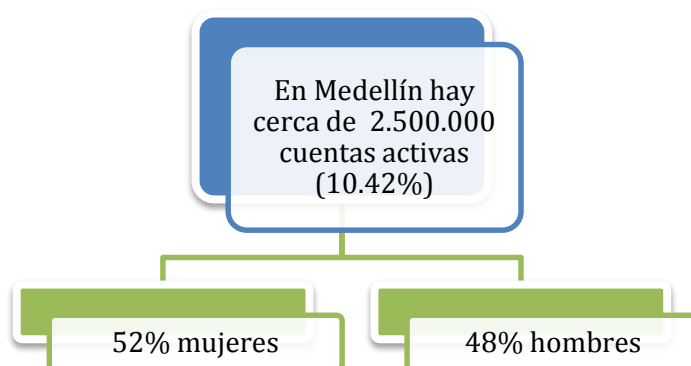 En Medellín hay
cerca de  2.500.000
cuentas activas
(10.42%)
52% mujeres
48% hombres